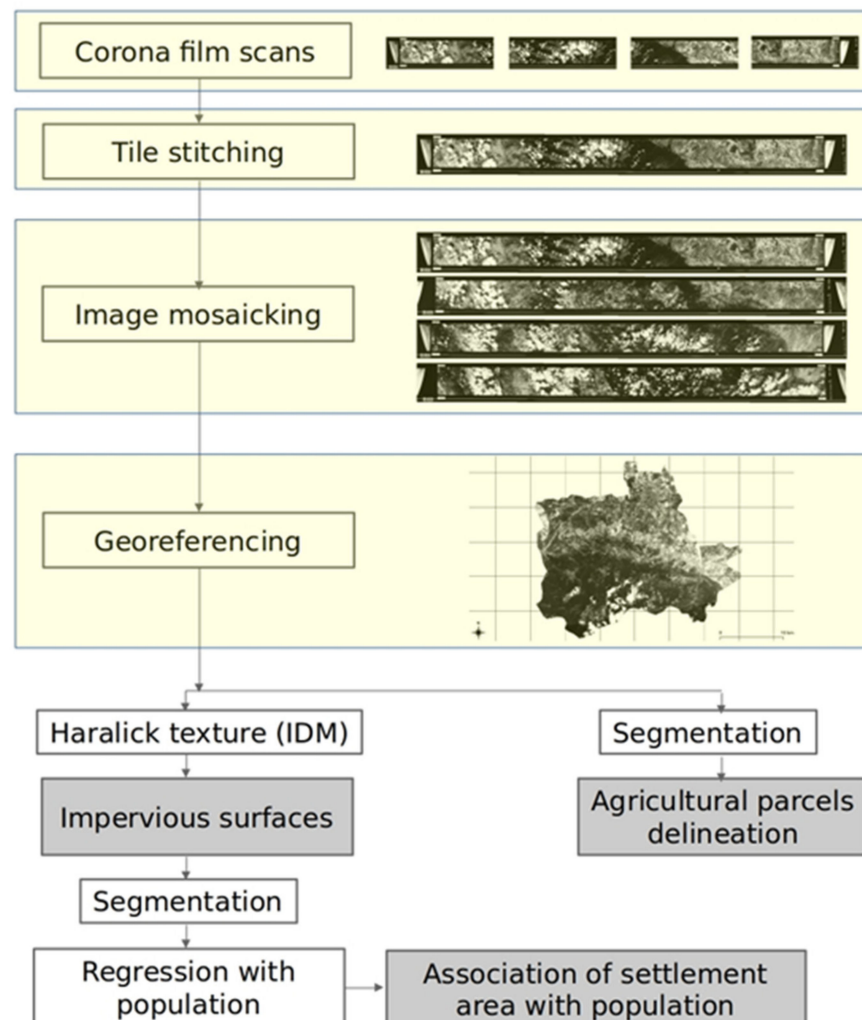 Corona film scans
Tile stitching
Image mosaicking
Georeferencing
Haralick texture (IDM)
Segmentation
Impervious surfaces
Agricultural parcels
delineation
Segmentation
Regression with
population
Association of settlement
area with population